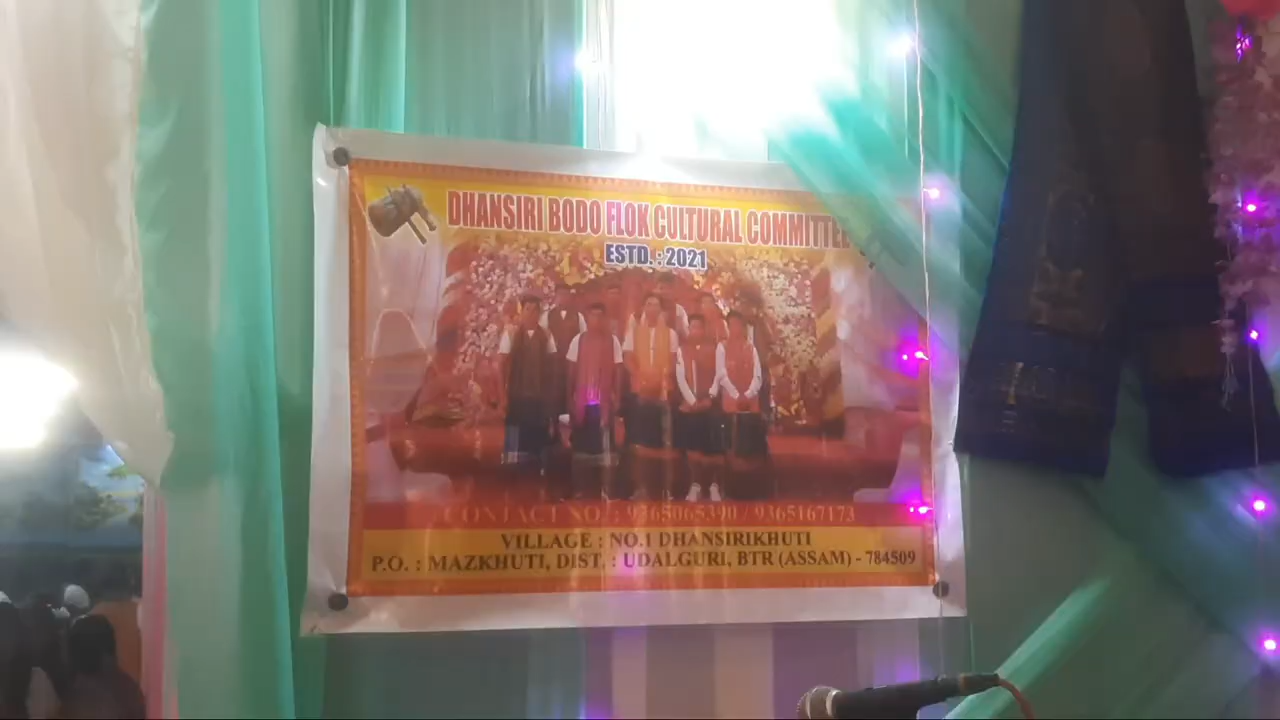 DHANSIRI BODO FLOK CULTURAL COMMITTEE
ESTD. : 2021
CONTACT NO. : 9365065390 / 9365167173
VILLAGE : NO.1 DHANSIRIKHUTI
P.O. : MAZKHUTI, DIST. : UDALGURI, BTR (ASSAM) - 784509